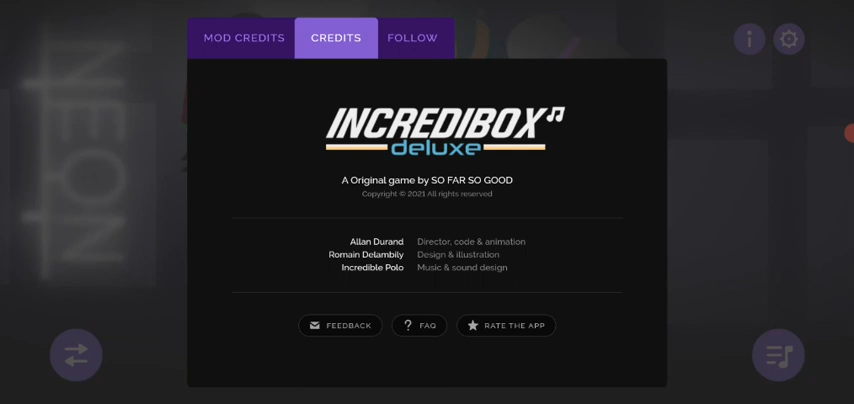 MOD CREDITS
CREDITS
FOLLOW
INCREDIBOX
deluxe
A Original game by SO FAR SO GOOD
Copyright © 2021 All rights reserved
Allan Durand Director, code & animation
Romain Delambily Design & illustration
Incredible Polo Music & sound design
FEEDBACK
? FAQ
RATE THE APP
NEON
i